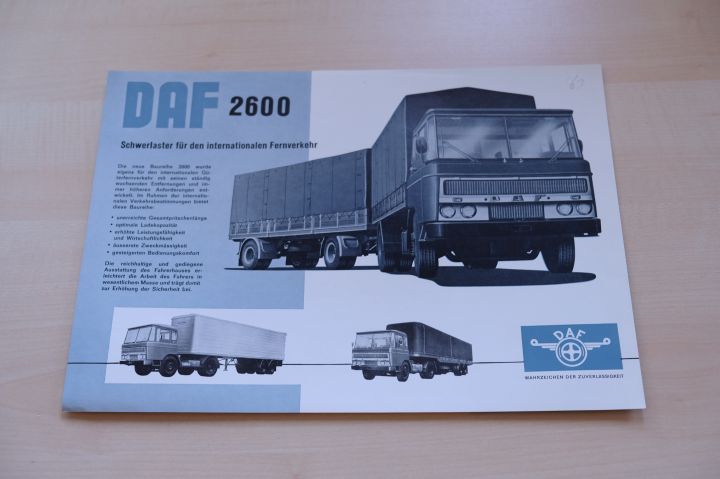 DAF 2600
Schwerlaster für den internationalen Fernverkehr
Die neue Baureihe 2600 wurde
eigens für den internationalen Gü-
terfernverkehr mit seinen ständig
wachsenden Entfernungen und im-
mer höheren Anforderungen ent-
wickelt. Im Rahmen der internatio-
nalen Verkehrsbestimmungen bietet
diese Baureihe:
• unerreichte Gesamtpritschenlänge
• optimale Ladekapazität
• erhöhte Leistungsfähigkeit
und Wirtschaftlichkeit
• äusserste Zweckmässigkeit
• gesteigerten Bedienungskomfort
Die reichhaltige und gediegene
Ausstattung des Fahrerhauses er-
leichtert die Arbeit des Fahrers in
wesentlichem Masse und trägt damit
zur Erhöhung der Sicherheit bei.
DAF
DAF
WAHRZEICHEN DER ZUVERLÄSSIGKEIT